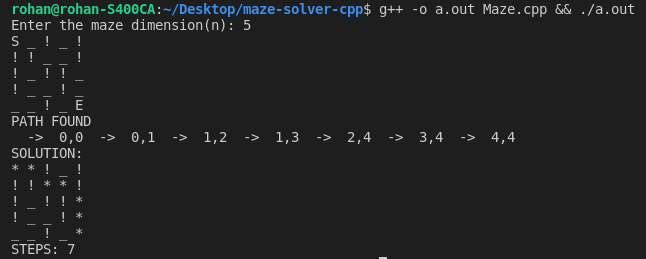 rohan@rohan-S400CA:~/Desktop/maze-solver-cpp$ g++ -o a.out Maze.cpp && ./a.out
Enter the maze dimension(n): 5
S _ ! _ !
! ! _ _ !
! _ ! ! _
! _ _ ! _
_ _ ! _ E
PATH FOUND
  ->  0,0  ->  0,1  ->  1,2  ->  1,3  ->  2,4  ->  3,4  ->  4,4
SOLUTION:
* * ! _ !
! ! * * !
! _ ! ! *
! _ _ ! *
_ _ ! _ *
STEPS: 7